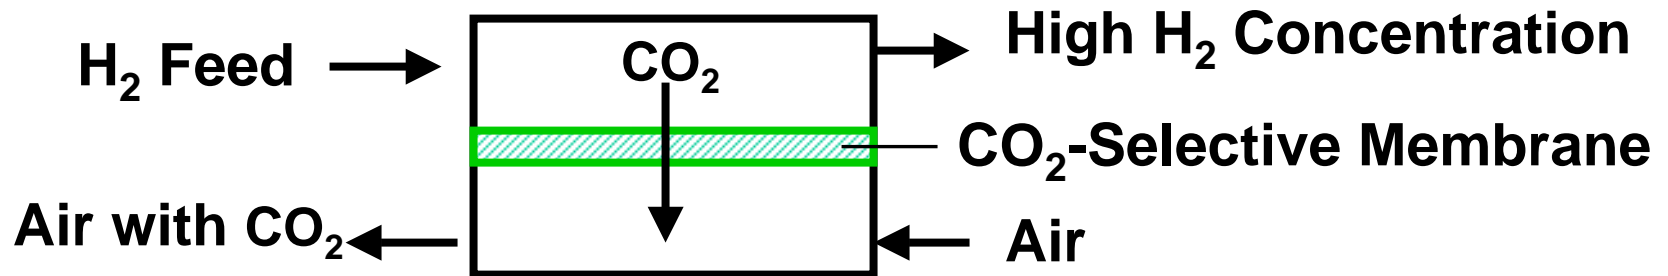 H₂ Feed
CO₂
High H₂ Concentration
CO₂-Selective Membrane
Air with CO₂
Air